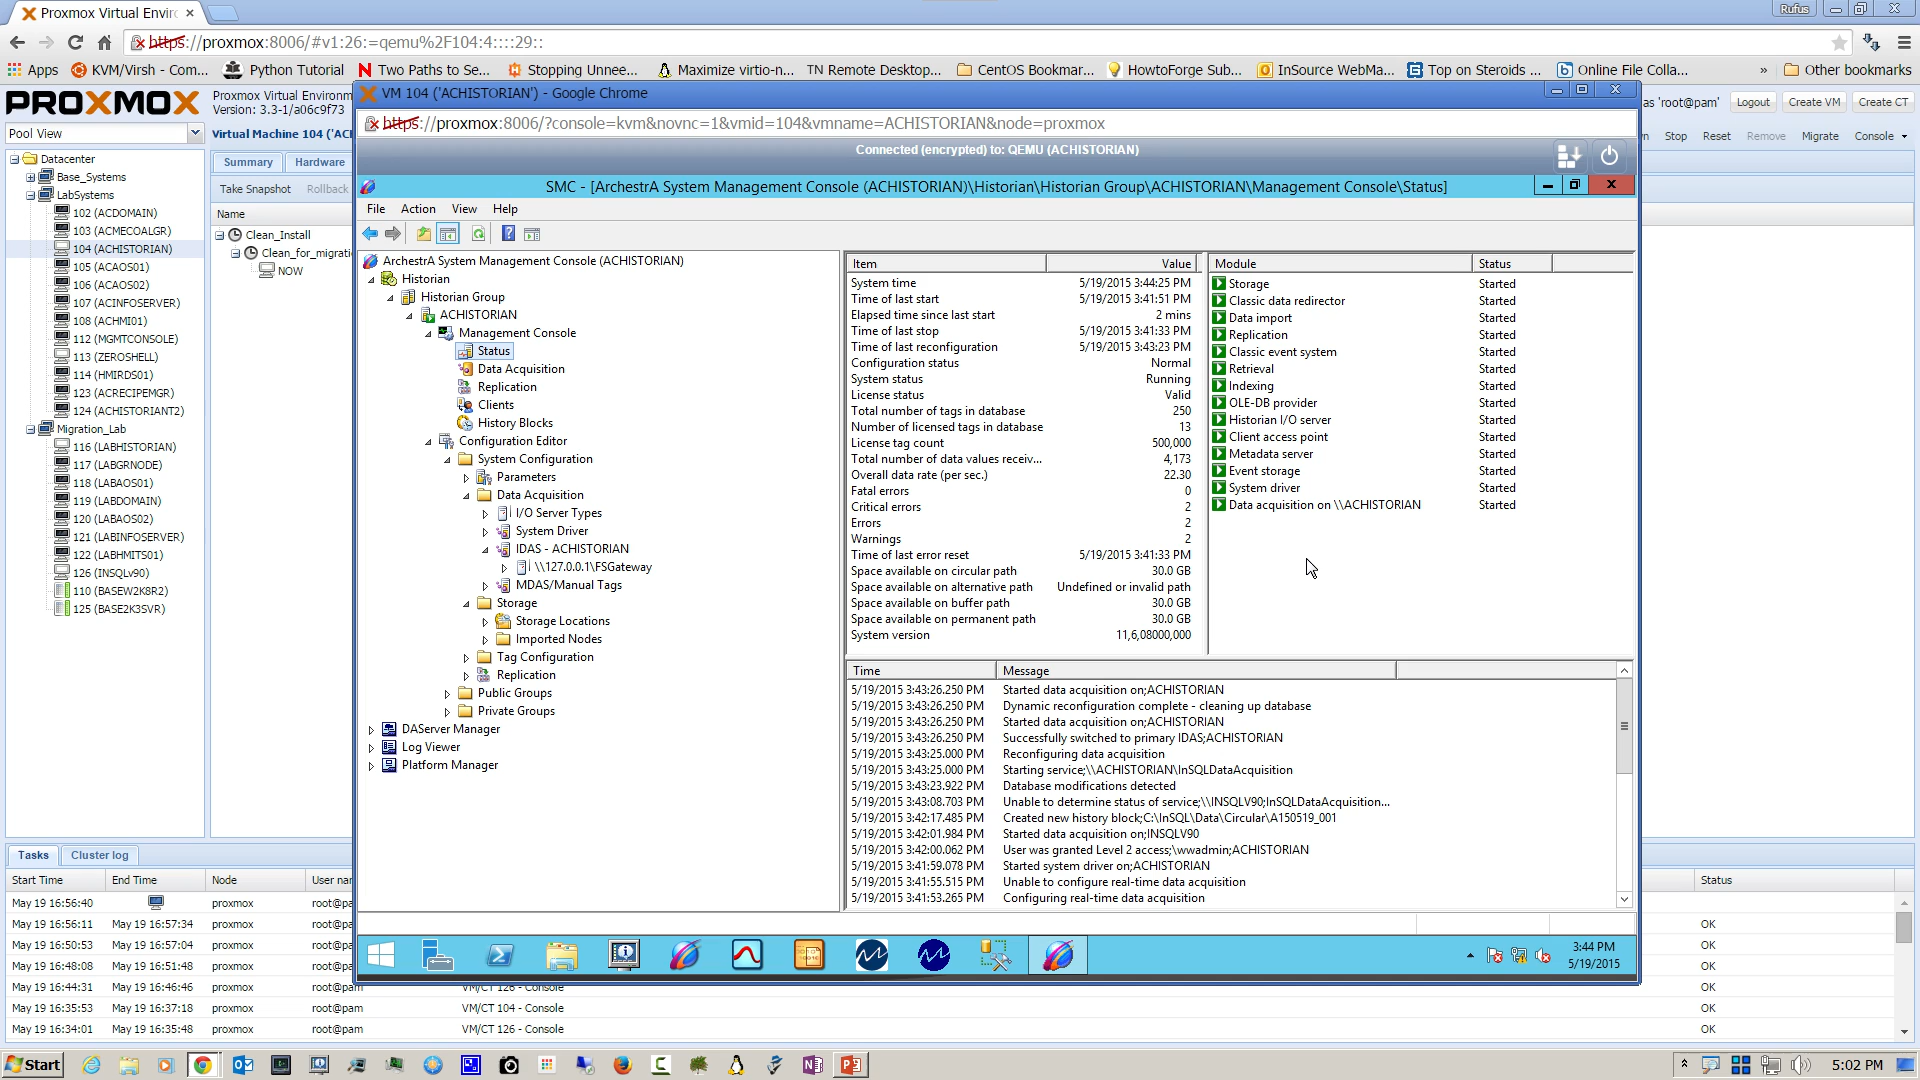 Proxmox Virtual Enviro
Rufus
https://proxmox:8006/#v1:26:=qemu%2F104:4::::29::
Apps
KVM/Virsh - Com...
Python Tutorial
Two Paths to Se...
Stopping Unnee...
Maximize virtio-n...
TN Remote Desktop...
CentOS Bookmar...
HowtoForge Sub...
InSource WebMa...
Top on Steroids ...
Online File Colla...
»
Other bookmarks
PROXMOX
Proxmox Virtual Environm
Version: 3.3-1/a06c9f73
as 'root@pam'
Logout
Create VM
Create CT
Pool View
Virtual Machine 104 ('ACH
Stop
Reset
Remove
Migrate
Console
Summary
Hardware
Take Snapshot
Rollback
Name
Clean_Install
Clean_for_migratio
NOW
Datacenter
Base_Systems
LabSystems
102 (ACDOMAIN)
103 (ACMECOALGR)
104 (ACHISTORIAN)
105 (ACAOS01)
106 (ACAOS02)
107 (ACINFOSERVER)
108 (ACHMI01)
112 (MGMTCONSOLE)
113 (ZEROSHELL)
114 (HMIRDS01)
123 (ACRECIPEMGR)
124 (ACHISTORIANT2)
Migration_Lab
116 (LABHISTORIAN)
117 (LABGRNODE)
118 (LABAOS01)
119 (LABDOMAIN)
120 (LABAOS02)
121 (LABINFOSERVER)
122 (LABHMITS01)
126 (INSQLv90)
110 (BASEW2K8R2)
125 (BASE2K3SVR)
VM 104 ('ACHISTORIAN') - Google Chrome
https://proxmox:8006/?console=kvm&novnc=1&vmid=104&vmname=ACHISTORIAN&node=proxmox
Connected (encrypted) to: QEMU (ACHISTORIAN)
SMC - [ArchestrA System Management Console (ACHISTORIAN)\Historian\Historian Group\ACHISTORIAN\Management Console\Status]
File Action View Help
ArchestrA System Management Console (ACHISTORIAN)
Historian
Historian Group
ACHISTORIAN
Management Console
Status
Data Acquisition
Replication
Clients
History Blocks
Configuration Editor
System Configuration
Parameters
Data Acquisition
I/O Server Types
System Driver
IDAS - ACHISTORIAN
\\127.0.0.1\FSGateway
MDAS/Manual Tags
Storage
Storage Locations
Imported Nodes
Tag Configuration
Replication
Public Groups
Private Groups
DAServer Manager
Log Viewer
Platform Manager
Item Value
System time 5/19/2015 3:44:25 PM
Time of last start 5/19/2015 3:41:51 PM
Elapsed time since last start 2 mins
Time of last stop 5/19/2015 3:41:33 PM
Time of last reconfiguration 5/19/2015 3:43:23 PM
Configuration status Normal
System status Running
License status Valid
Total number of tags in database 250
Number of licensed tags in database 13
License tag count 500,000
Total number of data values receiv... 4,173
Overall data rate (per sec.) 22.30
Fatal errors 0
Critical errors 2
Errors 2
Warnings 2
Time of last error reset 5/19/2015 3:41:33 PM
Space available on circular path 30.0 GB
Space available on alternative path Undefined or invalid path
Space available on buffer path 30.0 GB
Space available on permanent path 30.0 GB
System version 11,6,08000,000
Module Status
Storage Started
Classic data redirector Started
Data import Started
Replication Started
Classic event system Started
Retrieval Started
Indexing Started
OLE-DB provider Started
Historian I/O server Started
Client access point Started
Metadata server Started
Event storage Started
System driver Started
Data acquisition on \\ACHISTORIAN Started
Time Message
5/19/2015 3:43:26.250 PM Started data acquisition on;ACHISTORIAN
5/19/2015 3:43:26.250 PM Dynamic reconfiguration complete - cleaning up database
5/19/2015 3:43:26.250 PM Started data acquisition on;ACHISTORIAN
5/19/2015 3:43:26.250 PM Successfully switched to primary IDAS;ACHISTORIAN
5/19/2015 3:43:25.000 PM Reconfiguring data acquisition
5/19/2015 3:43:25.000 PM Starting service;\\ACHISTORIAN\InSQLDataAcquisition
5/19/2015 3:43:23.922 PM Database modifications detected
5/19/2015 3:43:08.703 PM Unable to determine status of service;\\INSQLV90;InSQLDataAcquisition...
5/19/2015 3:42:17.485 PM Created new history block;C:\InSQL\Data\Circular\A150519_001
5/19/2015 3:42:01.984 PM Started data acquisition on;INSQLV90
5/19/2015 3:42:00.062 PM User was granted Level 2 access;\wwadmin;ACHISTORIAN
5/19/2015 3:41:59.078 PM Started system driver on;ACHISTORIAN
5/19/2015 3:41:55.515 PM Unable to configure real-time data acquisition
5/19/2015 3:41:53.265 PM Configuring real-time data acquisition
3:44 PM
5/19/2015
Tasks
Cluster log
Start Time End Time Node User nar Status
May 19 16:56:40 proxmox root@pa
May 19 16:56:11 May 19 16:57:34 proxmox root@pa OK
May 19 16:50:53 May 19 16:57:04 proxmox root@pa OK
May 19 16:48:08 May 19 16:51:48 proxmox root@pa OK
May 19 16:44:31 May 19 16:46:46 proxmox root@pam VM/CT 126 - Console OK
May 19 16:35:53 May 19 16:37:18 proxmox root@pam VM/CT 104 - Console OK
May 19 16:34:01 May 19 16:35:48 proxmox root@pam VM/CT 126 - Console OK
Start
5:02 PM